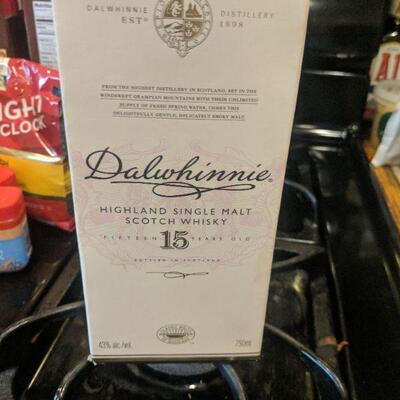 DALWHINNIE DISTILLERY
EST⁰ 1898
FROM THE HIGHEST DISTILLERY IN SCOTLAND, SET IN THE
WINDSWEPT GRAMPIAN MOUNTAINS WITH THEIR UNLIMITED
SUPPLY OF FRESH SPRING WATER, COMES THIS
DELIGHTFULLY GENTLE, DELICATELY SMOKY MALT.
Dalwhinnie®
HIGHLAND SINGLE MALT
SCOTCH WHISKY
FIFTEEN 15 YEARS OLD
BOTTLED IN SCOTLAND
43% alc./vol. 750ml
IGHT
CLOCK